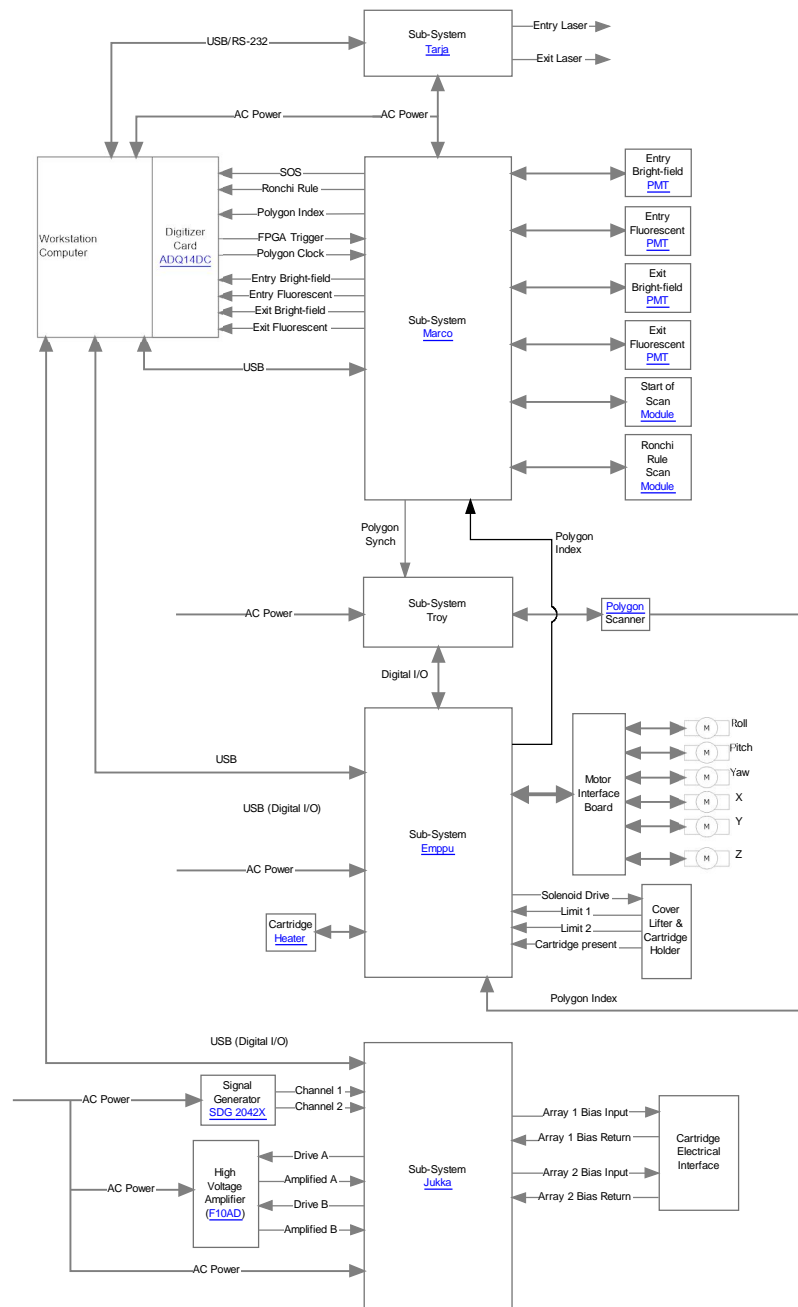 Sub-System
Tarja
Entry Laser
Exit Laser
USB/RS-232
AC Power
AC Power
Workstation
Computer
Digitizer
Card
ADQ14DC
SOS
Ronchi Rule
Polygon Index
FPGA Trigger
Polygon Clock
Entry Bright-field
Entry Fluorescent
Exit Bright-field
Exit Fluorescent
USB
Sub-System
Marco
Entry
Bright-field
PMT
Entry
Fluorescent
PMT
Exit
Bright-field
PMT
Exit
Fluorescent
PMT
Start of
Scan
Module
Ronchi
Rule
Scan
Module
Polygon
Synch
Polygon
Index
AC Power
Sub-System
Troy
Polygon
Scanner
Digital I/O
USB
USB (Digital I/O)
AC Power
Sub-System
Emppu
Cartridge
Heater
Motor
Interface
Board
M
Roll
M
Pitch
M
Yaw
M
X
M
Y
M
Z
Solenoid Drive
Limit 1
Limit 2
Cartridge present
Cover
Lifter &
Cartridge
Holder
Polygon Index
USB (Digital I/O)
AC Power
Signal
Generator
SDG 2042X
Channel 1
Channel 2
AC Power
High
Voltage
Amplifier
(F10AD)
Drive A
Amplified A
Drive B
Amplified B
AC Power
Sub-System
Jukka
Array 1 Bias Input
Array 1 Bias Return
Array 2 Bias Input
Array 2 Bias Return
Cartridge
Electrical
Interface